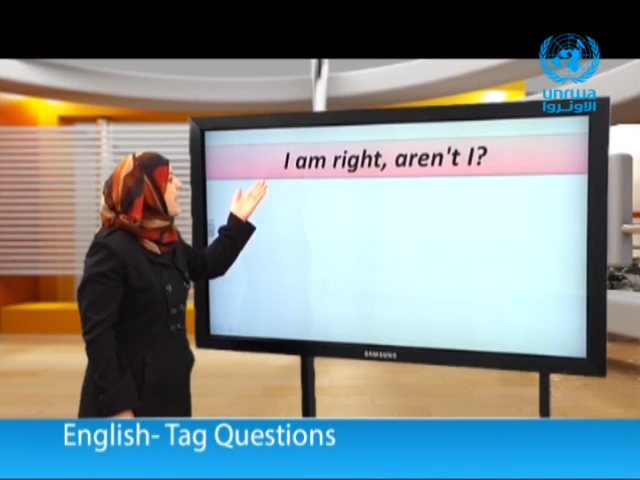 unrwa
الأونروا
I am right, aren't I?
SAMSUNG
English- Tag Questions